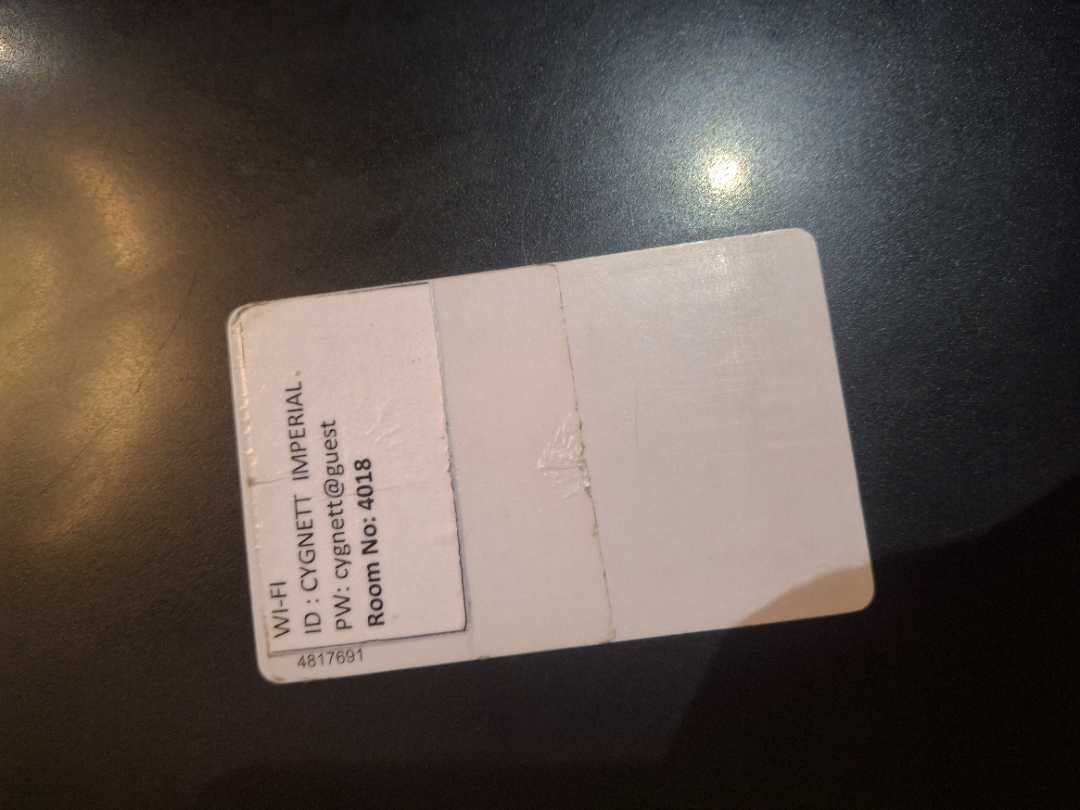 WI-FI
ID : CYGNETT IMPERIAL
PW: cygnett@guest
Room No: 4018
4817691